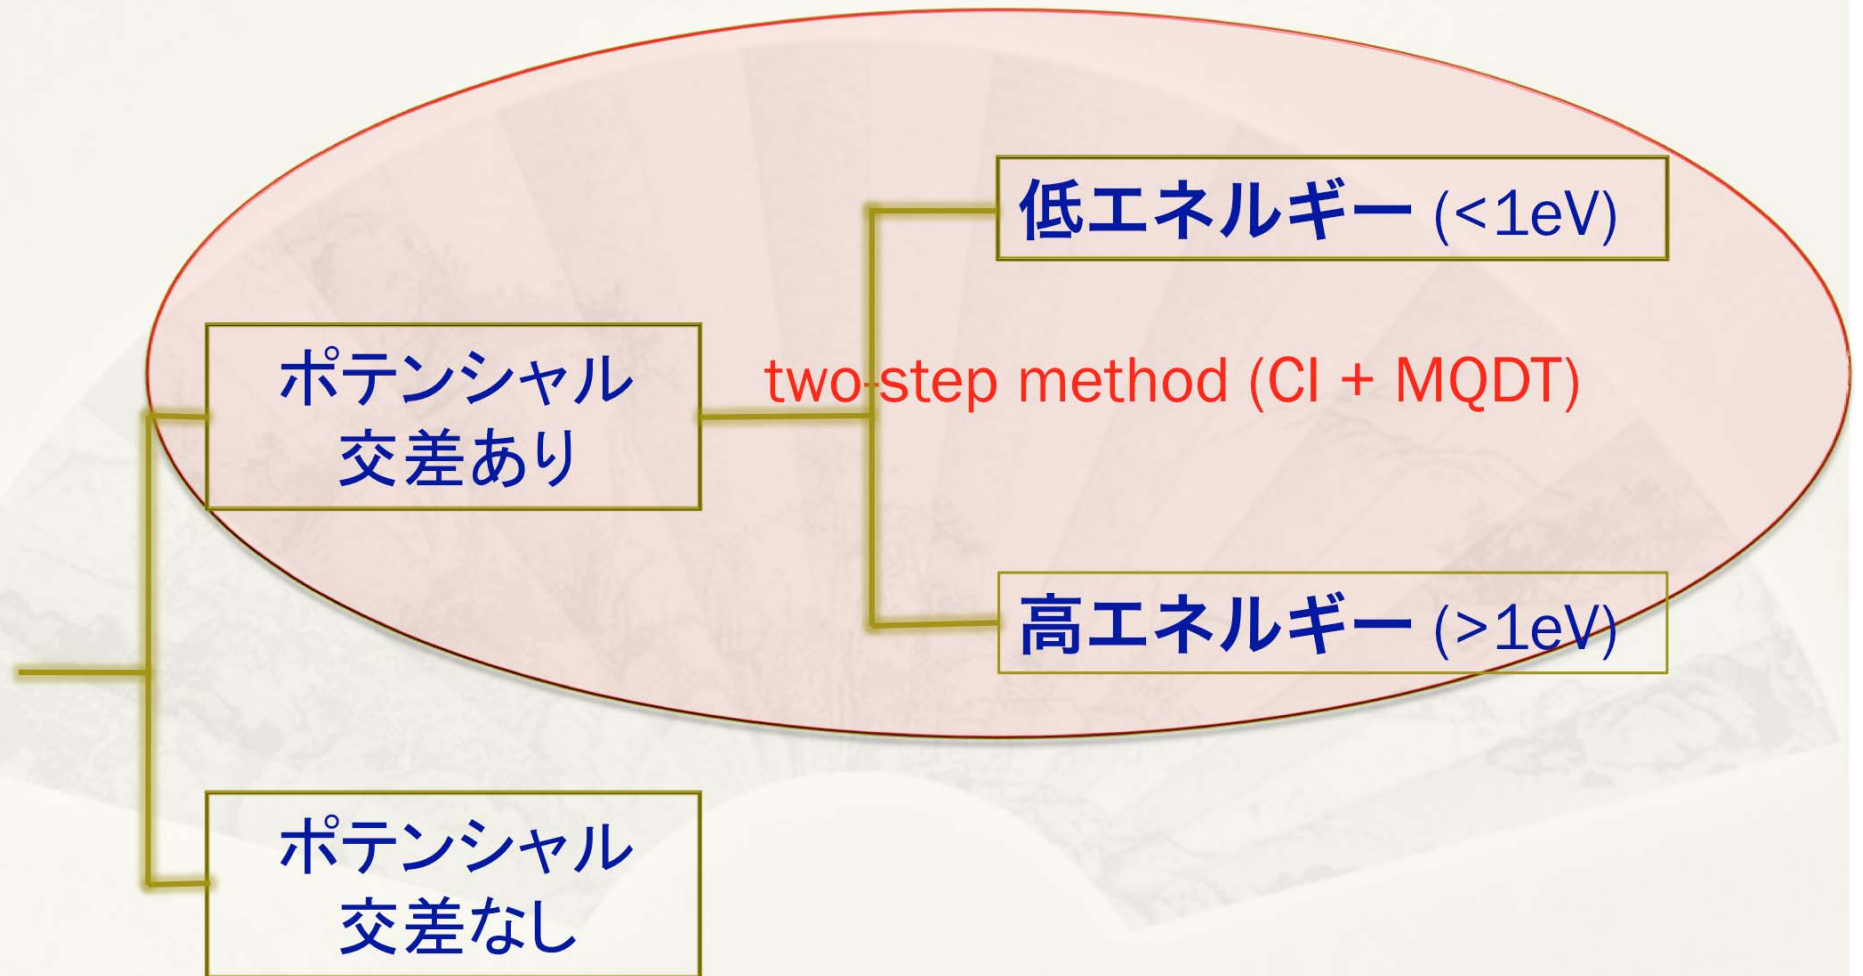 低エネルギー (<1eV)
ポテンシャル
交差あり
two-step method (CI + MQDT)
高エネルギー (>1eV)
ポテンシャル
交差なし